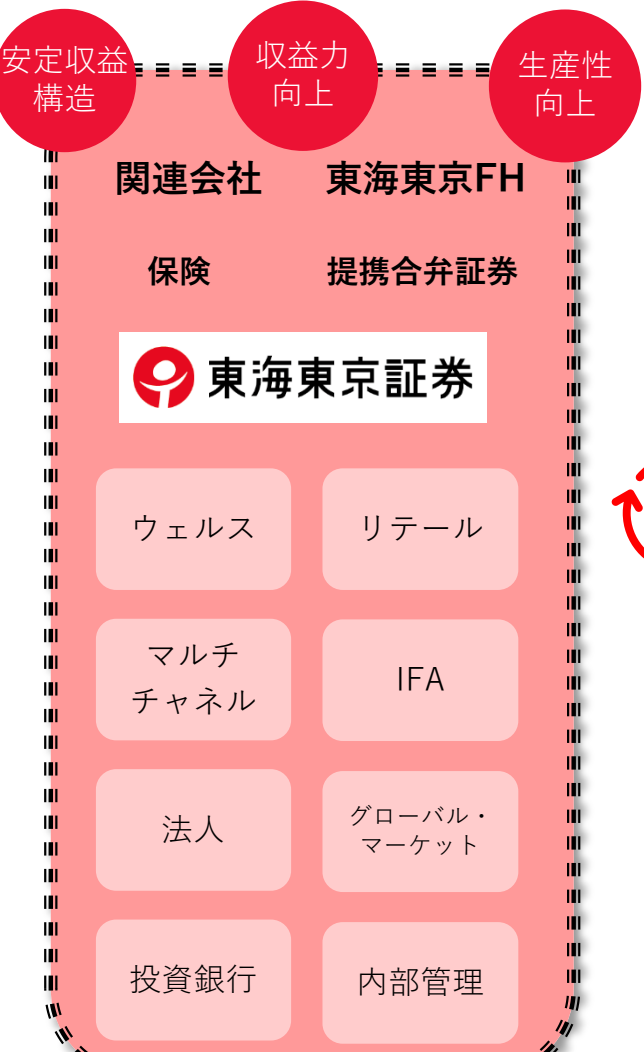 安定収益
構造
収益力
向上
生産性
向上
関連会社
東海東京FH
保険
提携合弁証券
東海東京証券
ウェルス
リテール
マルチ
チャネル
IFA
法人
グローバル・
マーケット
投資銀行
内部管理